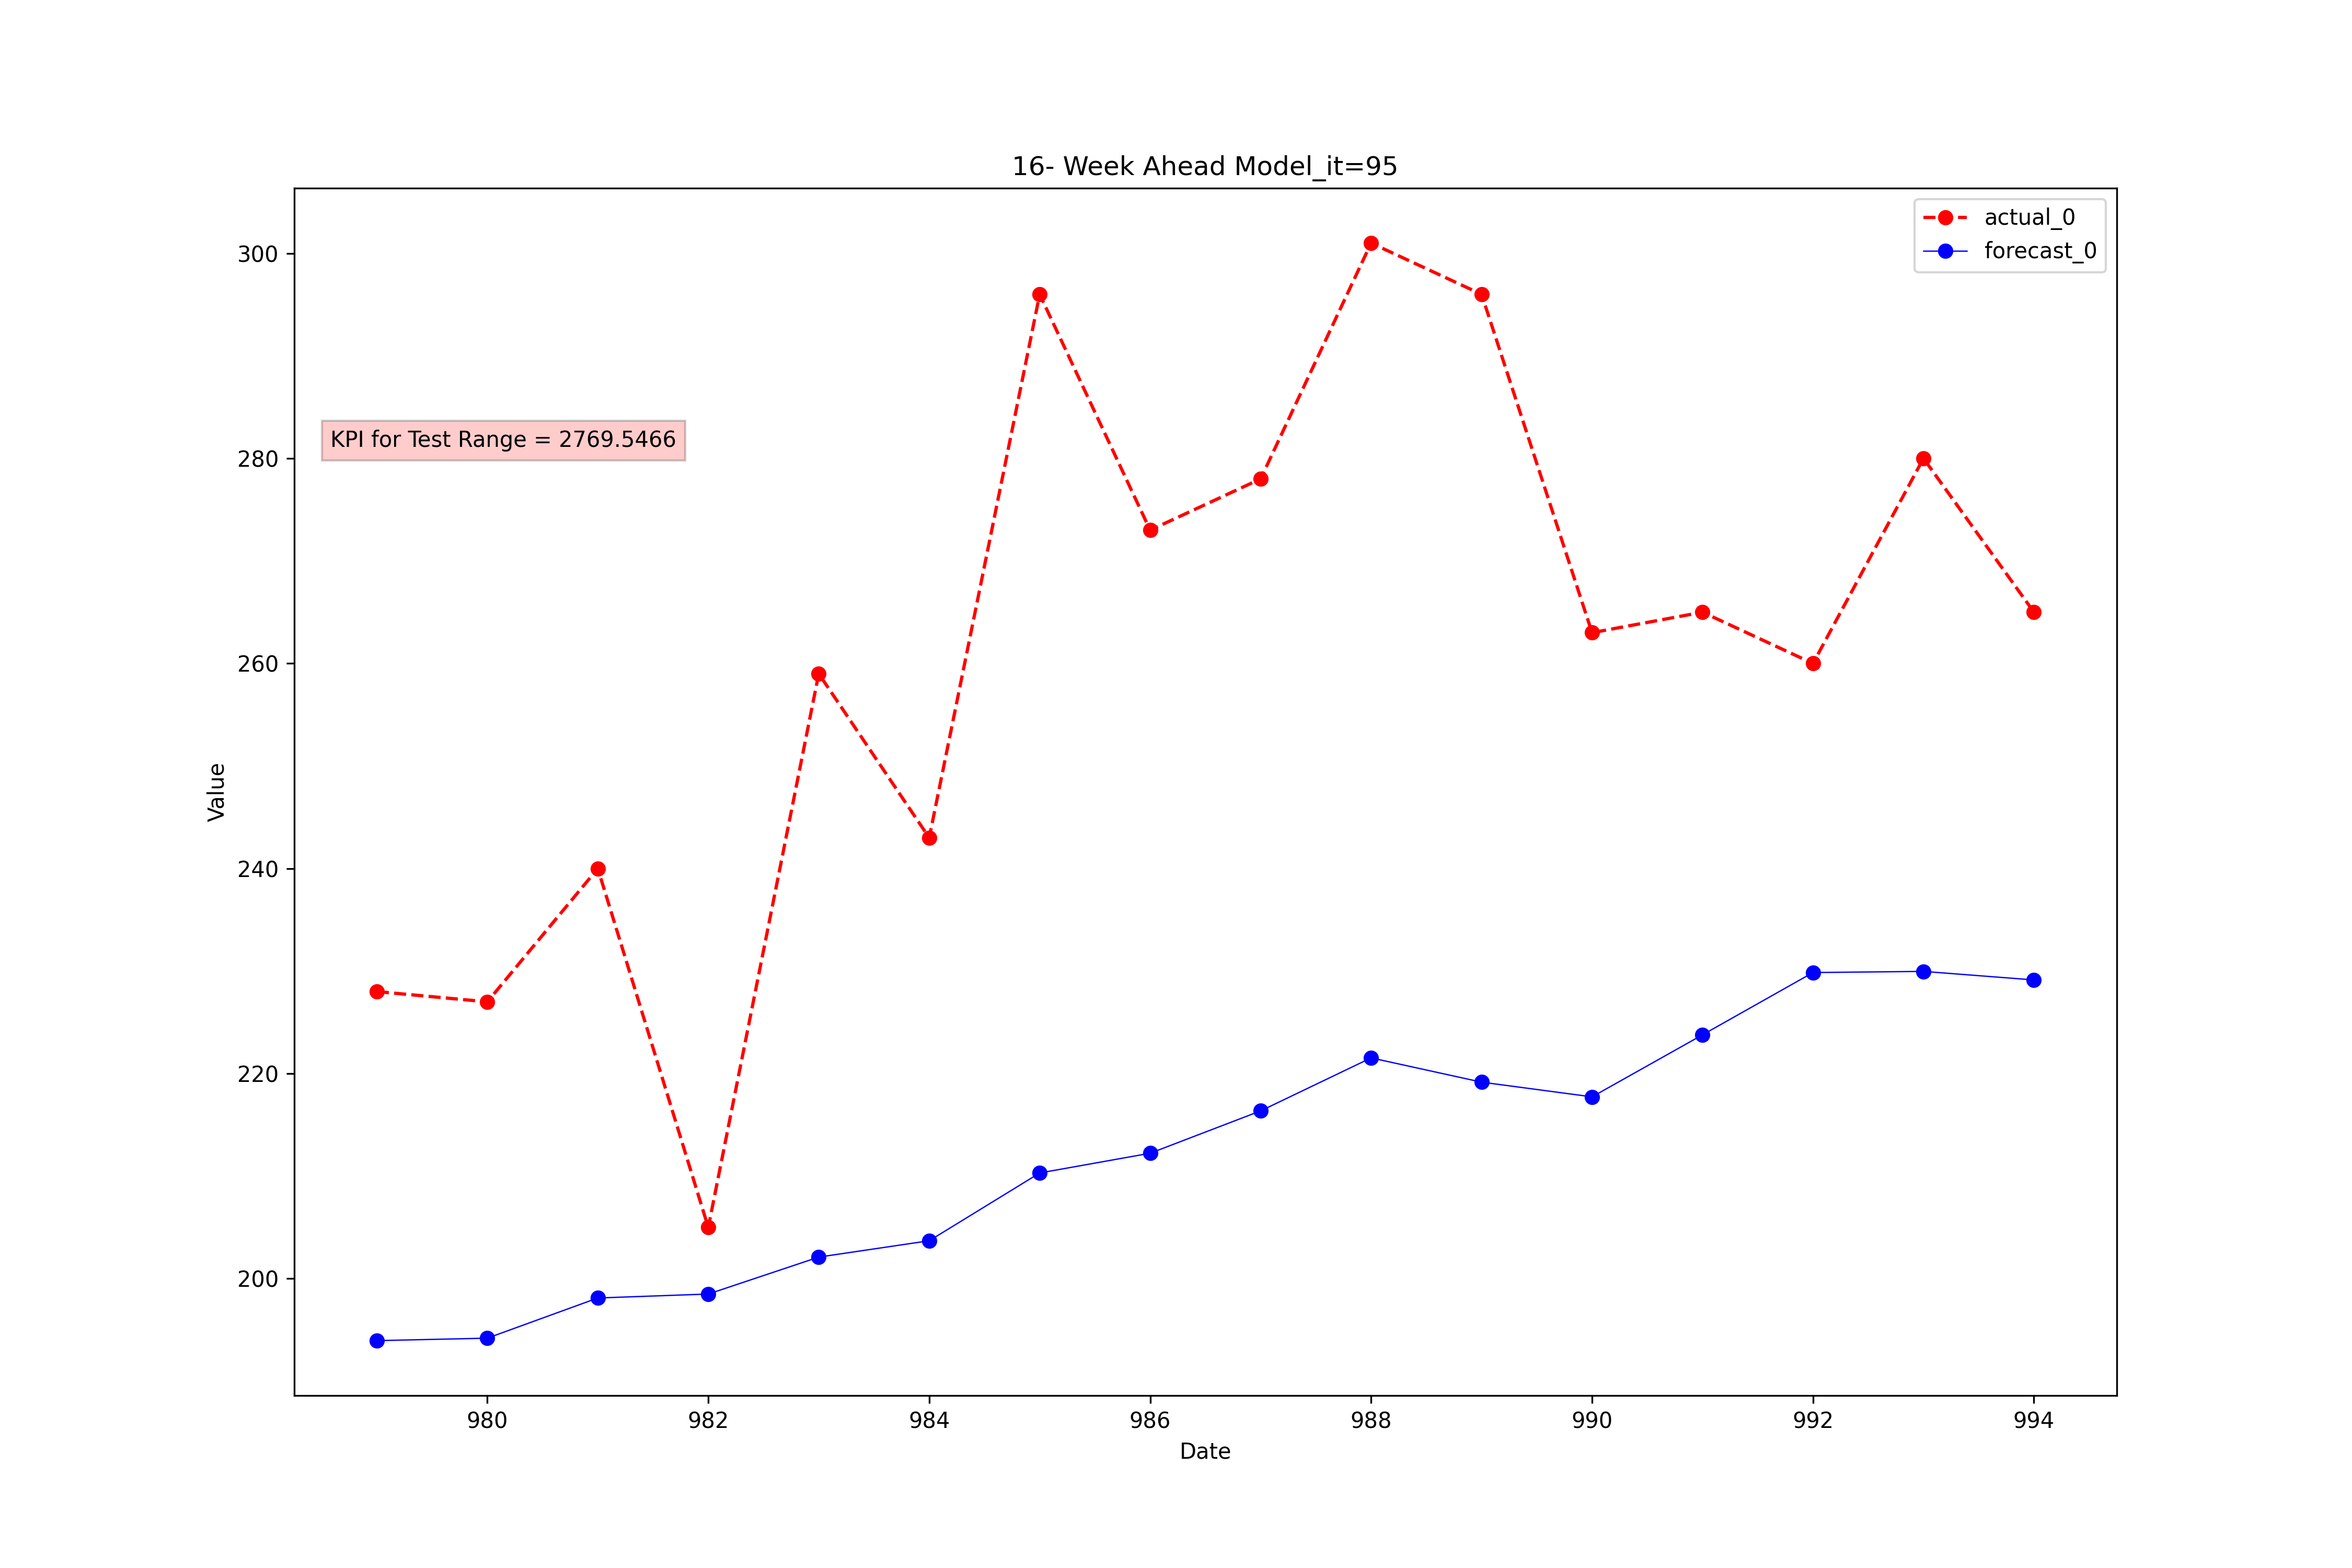 16- Week Ahead Model_it=95
actual_0
forecast_0
KPI for Test Range = 2769.5466
Value
300
280
260
240
220
200
980 982 984 986 988 990 992 994
Date